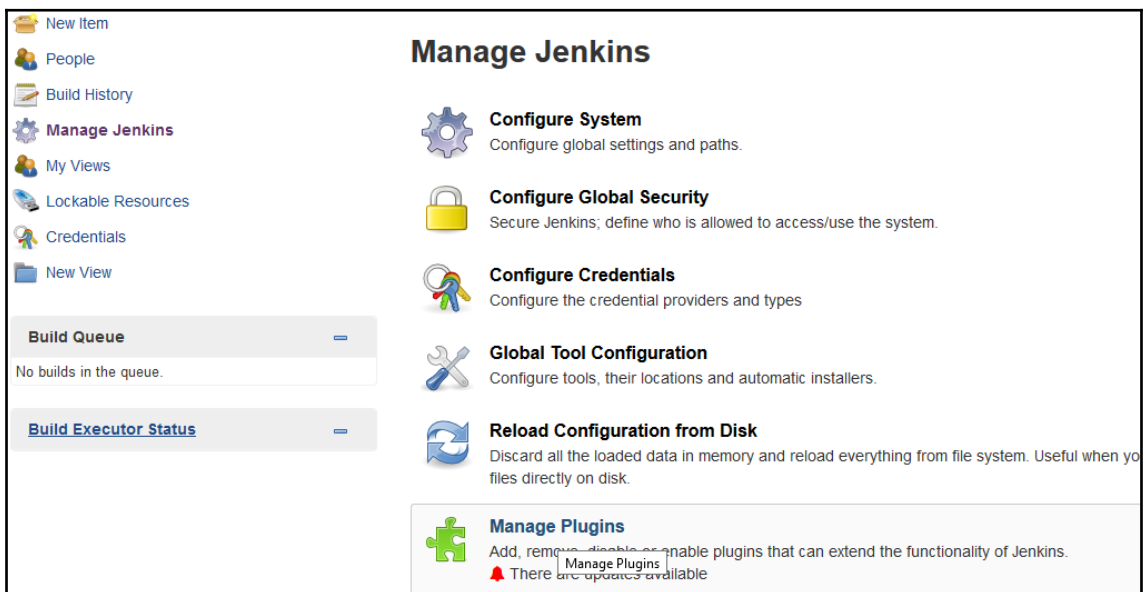 New Item
People
Build History
Manage Jenkins
My Views
Lockable Resources
Credentials
New View
Build Queue
No builds in the queue.
Build Executor Status
Manage Jenkins
Configure System
Configure global settings and paths.
Configure Global Security
Secure Jenkins; define who is allowed to access/use the system.
Configure Credentials
Configure the credential providers and types
Global Tool Configuration
Configure tools, their locations and automatic installers.
Reload Configuration from Disk
Discard all the loaded data in memory and reload everything from file system. Useful when yo
files directly on disk.
Manage Plugins
Add, remove, disable or enable plugins that can extend the functionality of Jenkins.
Manage Plugins
There are updates available